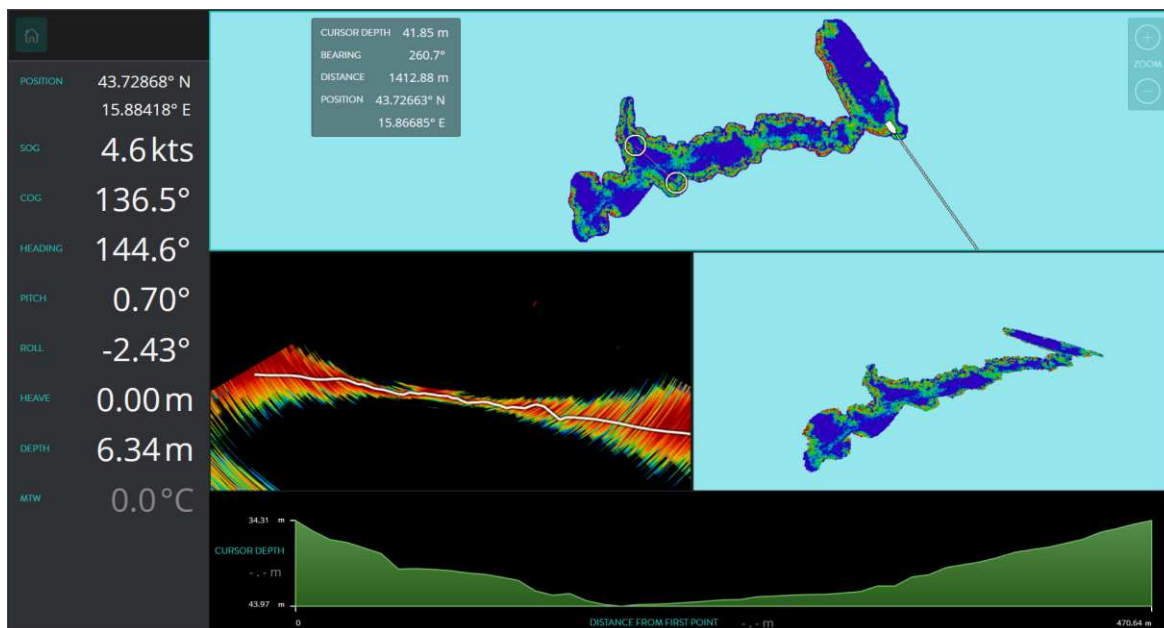 POSITION 43.72868° N
15.88418° E
SOG 4.6 kts
COG 136.5°
HEADING 144.6°
PITCH 0.70°
ROLL -2.43°
HEAVE 0.00 m
DEPTH 6.34 m
MTW 0.0 °C
CURSOR DEPTH 41.85 m
BEARING 260.7°
DISTANCE 1412.88 m
POSITION 43.72663° N
15.86685° E
ZOOM
34.31 m
CURSOR DEPTH
-.- m
43.97 m
0 DISTANCE FROM FIRST POINT -.- m 470.64 m